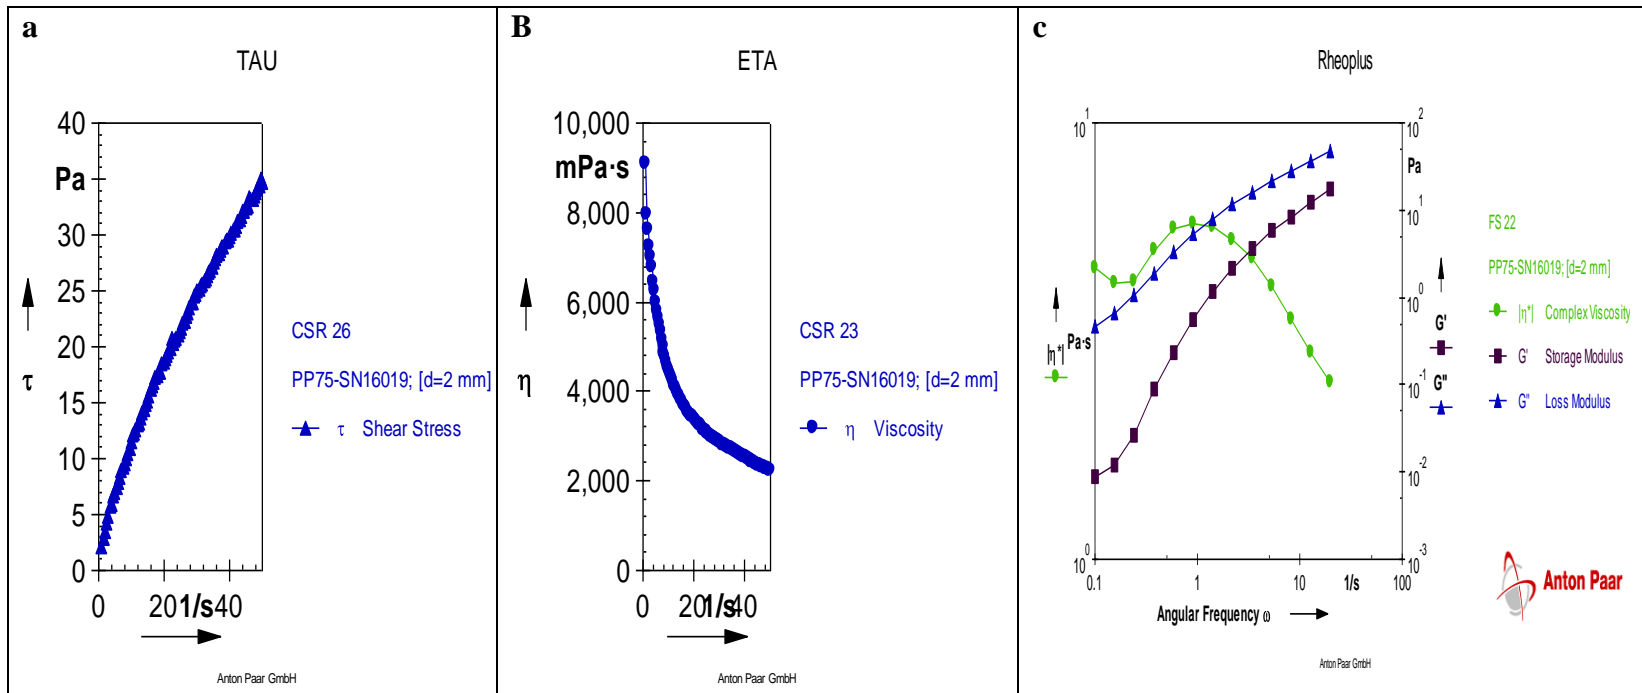 a
TAU
40
Pa
30
25
20
15
10
5
0
τ
0
20
1/s
40
CSR 26
PP75-SN16019; [d=2 mm]
τ Shear Stress
Anton Paar GmbH
B
ETA
10,000
mPa·s
8,000
6,000
4,000
2,000
0
η
0
20
1/s
40
CSR 23
PP75-SN16019; [d=2 mm]
η Viscosity
c
Rheoplus
10^1
Pa·s
10^0
|η*|
10^2
Pa
10^1
10^0
10^-1
10^-2
10^-3
G'
G''
0.1
1
10
1/s
100
Angular Frequency ω
FS 22
PP75-SN16019; [d=2 mm]
|η*| Complex Viscosity
G' Storage Modulus
G'' Loss Modulus
Anton Paar
Anton Paar GmbH
Anton Paar GmbH